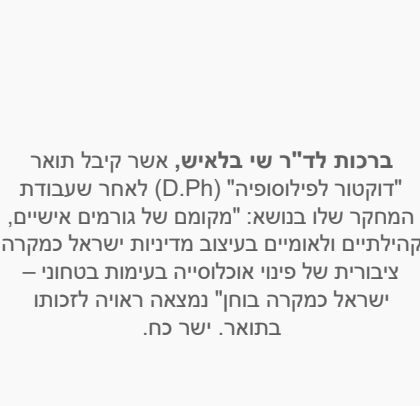 ברכות לד"ר שי בלאיש, אשר קיבל תואר
"דוקטור לפילוסופיה" (D.Ph) לאחר שעבודת
המחקר שלו בנושא: "מקומם של גורמים אישיים,
קהילתיים ולאומיים בעיצוב מדיניות ישראל כמקרה
ציבורית של פינוי אוכלוסייה בעימות בטחוני –
ישראל כמקרה בוחן" נמצאה ראויה לזכותו
בתואר. ישר כח.